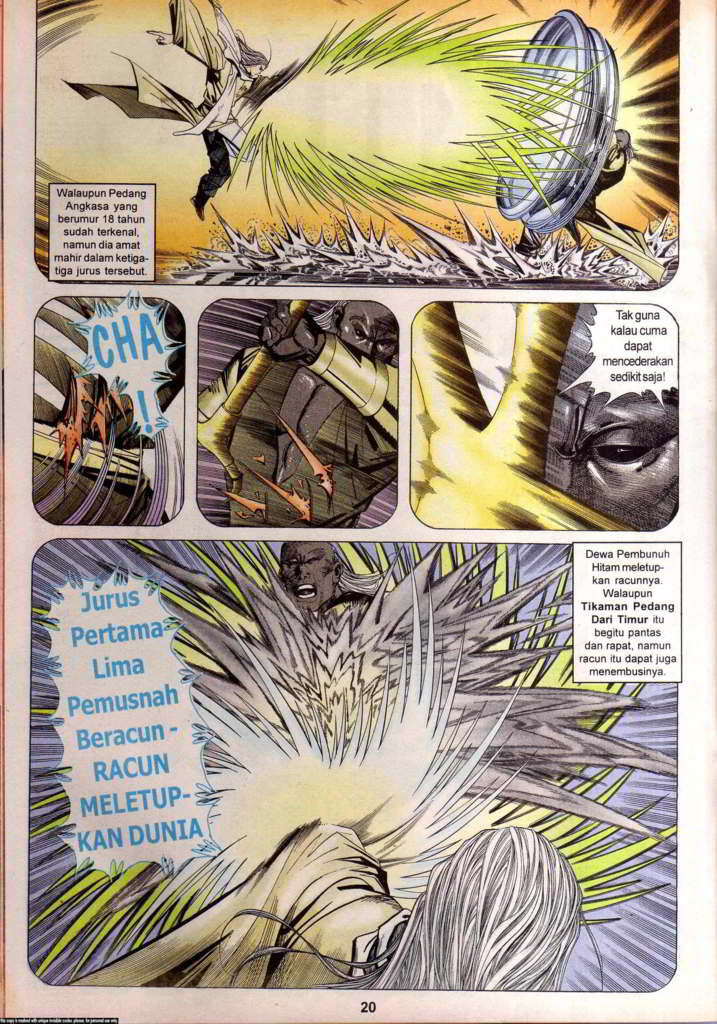 Walaupun Pedang
Angkasa yang
berumur 18 tahun
sudah terkenal,
namun dia amat
mahir dalam ketiga-
tiga jurus tersebut.
CHA
!
Tak guna
kalau cuma
dapat
mencederakan
sedikit saja!
Dewa Pembunuh
Hitam meletup-
kan racunnya.
Walaupun
Tikaman Pedang
Dari Timur itu
begitu pantas
dan rapat, namun
racun itu dapat juga
menembusinya.
Jurus
Pertama-
Lima
Pemusnah
Beracun -
RACUN
MELETUP-
KAN DUNIA
20